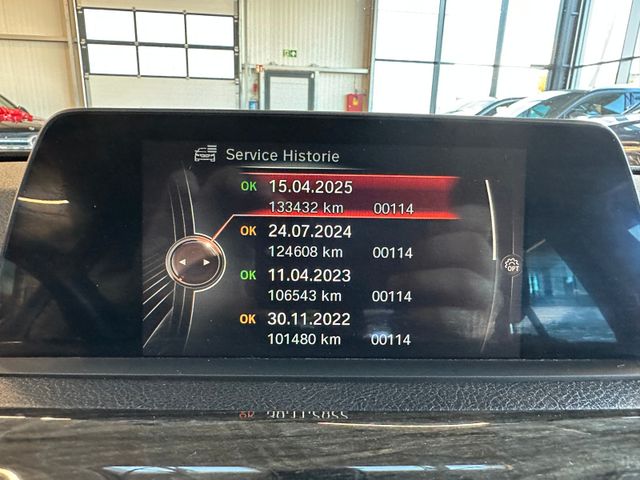 Service Historie
OK 15.04.2025
133432 km 00114
OK 24.07.2024
124608 km 00114
OK 11.04.2023
106543 km 00114
OK 30.11.2022
101480 km 00114
OPT